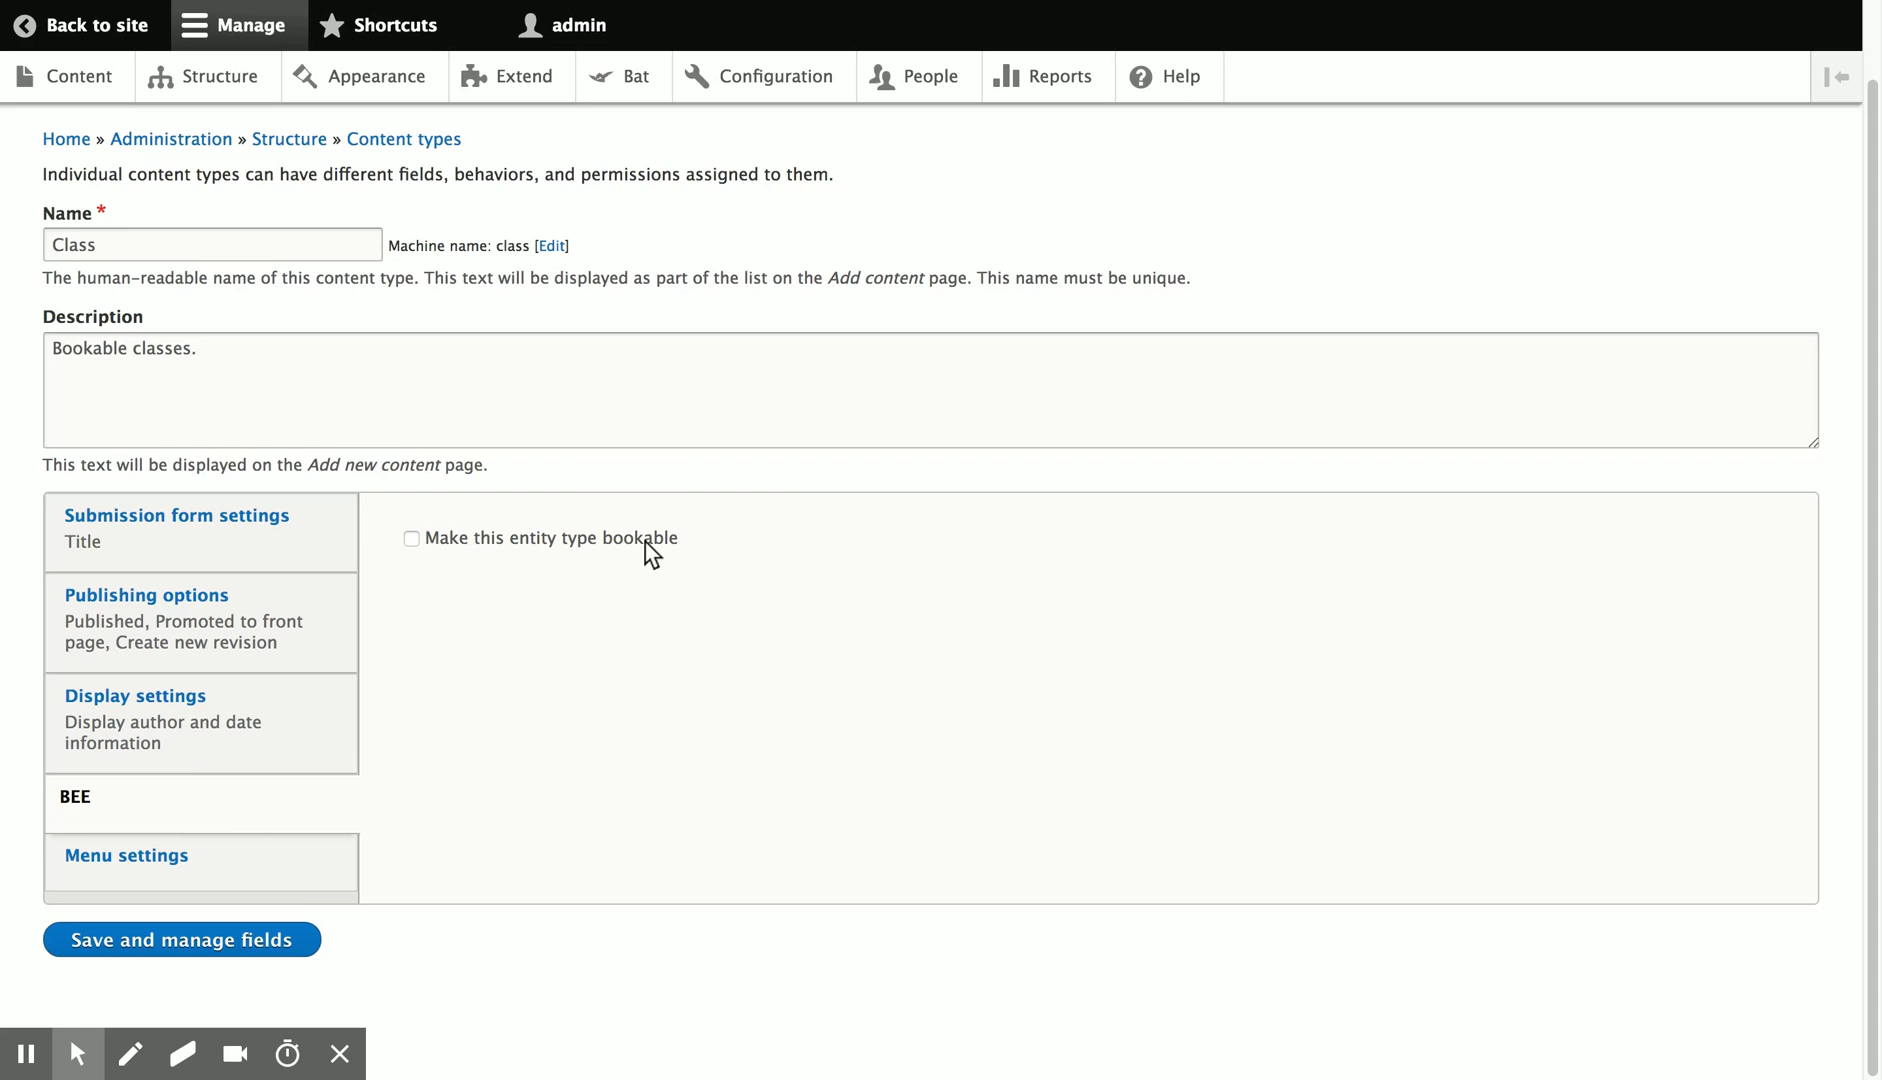 Back to site Manage Shortcuts admin
Content Structure Appearance Extend Bat Configuration People Reports Help
Home » Administration » Structure » Content types
Individual content types can have different fields, behaviors, and permissions assigned to them.
Name *
Class Machine name: class [Edit]
The human-readable name of this content type. This text will be displayed as part of the list on the Add content page. This name must be unique.
Description
Bookable classes.
This text will be displayed on the Add new content page.
Submission form settings
Title
Make this entity type bookable
Publishing options
Published, Promoted to front
page, Create new revision
Display settings
Display author and date
information
BEE
Menu settings
Save and manage fields